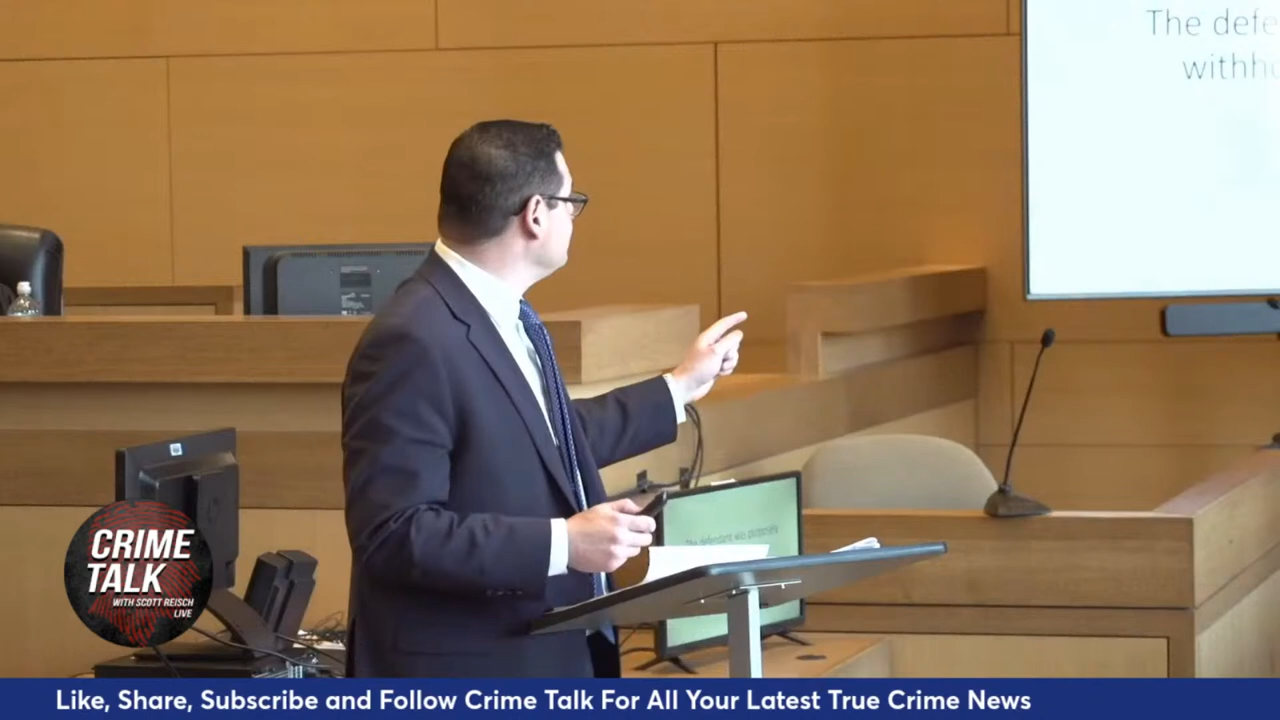 The defe
withho
The defendant was
CRIME
TALK
WITH SCOTT REISCH
LIVE
Like, Share, Subscribe and Follow Crime Talk For All Your Latest True Crime News